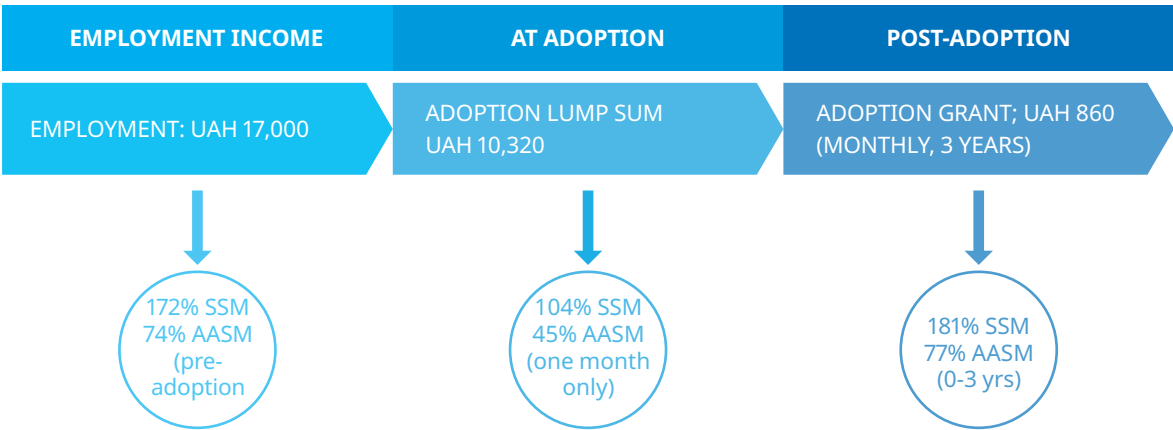 EMPLOYMENT INCOME
AT ADOPTION
POST-ADOPTION
EMPLOYMENT: UAH 17,000
ADOPTION LUMP SUM
UAH 10,320
ADOPTION GRANT; UAH 860
(MONTHLY, 3 YEARS)
172% SSM
74% AASM
(pre-
adoption
104% SSM
45% AASM
(one month
only)
181% SSM
77% AASM
(0-3 yrs)